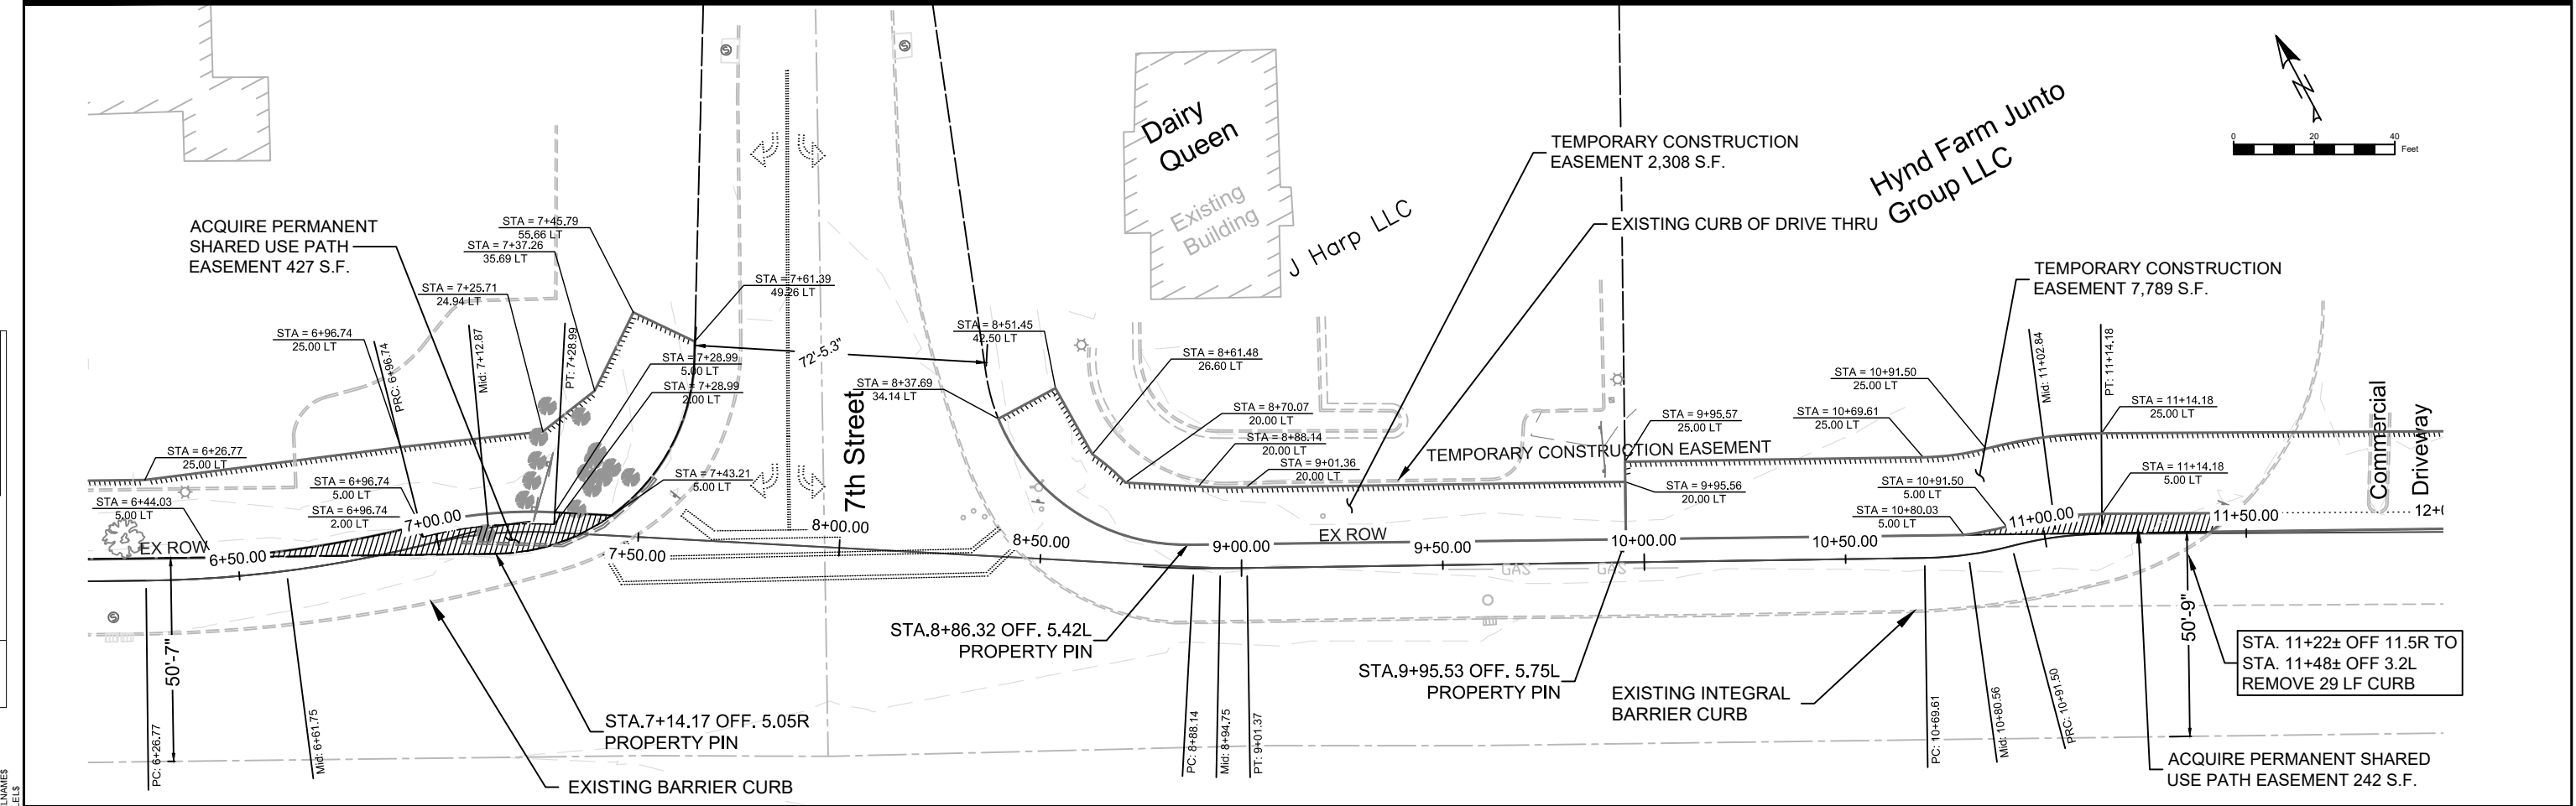 Dairy
Queen
Existing
Building
J Harp LLC
Hynd Farm Junto
Group LLC
N
0
20
40
Feet
TEMPORARY CONSTRUCTION
EASEMENT 2,308 S.F.
EXISTING CURB OF DRIVE THRU
TEMPORARY CONSTRUCTION
EASEMENT 7,789 S.F.
ACQUIRE PERMANENT
SHARED USE PATH
EASEMENT 427 S.F.
STA = 7+45.79
55.66 LT
STA = 7+37.26
35.69 LT
STA = 7+25.71
24.94 LT
STA = 7+61.39
49.26 LT
STA = 6+96.74
25.00 LT
PRC: 6+96.74
Mid: 7+12.87
PT: 7+28.99
STA = 7+28.99
5.00 LT
STA = 7+28.99
2.00 LT
72'-5.3"
STA = 8+51.45
42.50 LT
STA = 8+37.69
34.14 LT
STA = 8+61.48
26.60 LT
STA = 8+70.07
20.00 LT
STA = 8+88.14
20.00 LT
STA = 9+01.36
20.00 LT
TEMPORARY CONSTRUCTION EASEMENT
STA = 9+95.57
25.00 LT
STA = 9+95.56
20.00 LT
STA = 10+91.50
25.00 LT
STA = 10+69.61
25.00 LT
Mid: 11+02.84
PT: 11+14.18
STA = 11+14.18
25.00 LT
STA = 11+14.18
5.00 LT
STA = 10+91.50
5.00 LT
STA = 10+80.03
5.00 LT
Commercial
Driveway
STA = 6+26.77
25.00 LT
STA = 6+96.74
5.00 LT
STA = 6+96.74
2.00 LT
STA = 6+44.03
5.00 LT
STA = 7+43.21
5.00 LT
7th Street
EX ROW
6+50.00
7+00.00
7+50.00
8+00.00
8+50.00
9+00.00
EX ROW
9+50.00
10+00.00
10+50.00
11+00.00
11+50.00
GAS
GAS
50'-7"
50'-9"
PC: 6+26.77
Mid: 6+61.75
STA.7+14.17 OFF. 5.05R
PROPERTY PIN
EXISTING BARRIER CURB
STA.8+86.32 OFF. 5.42L
PROPERTY PIN
PC: 8+88.14
Mid: 8+94.75
PT: 9+01.37
STA.9+95.53 OFF. 5.75L
PROPERTY PIN
EXISTING INTEGRAL
BARRIER CURB
PC: 10+69.61
Mid: 10+80.56
PRC: 10+91.50
STA. 11+22± OFF 11.5R TO
STA. 11+48± OFF 3.2L
REMOVE 29 LF CURB
ACQUIRE PERMANENT SHARED
USE PATH EASEMENT 242 S.F.